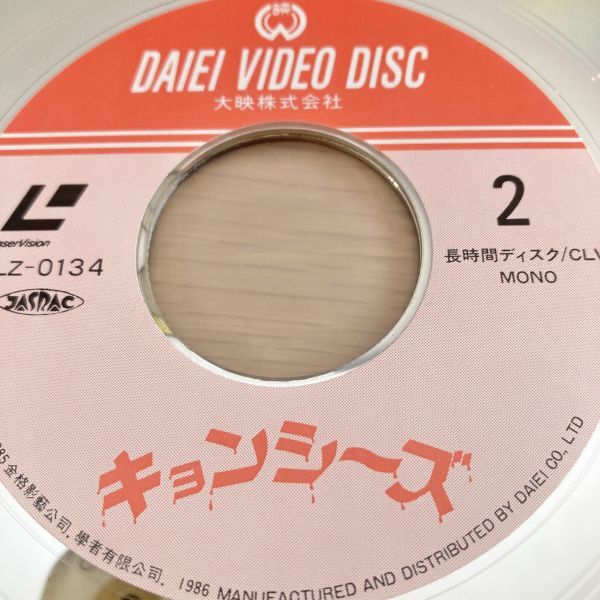 映
DAIEI VIDEO DISC
大映株式会社
LaserVision
LZ-0134
JASRAC
2
長時間ディスク/CLV
MONO
キョンシーズ
985 金格影藝公司. 學者有限公司. 1986 MANUFACTURED AND DISTRIBUTED BY DAIEI CO., LTD